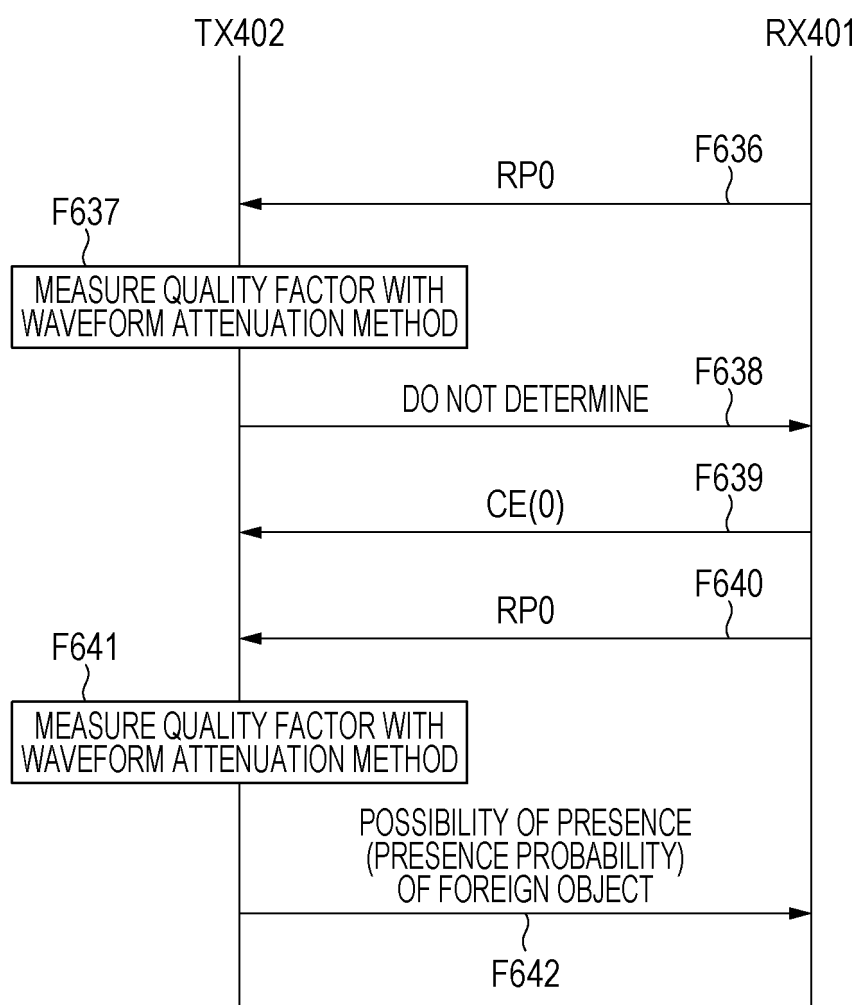 TX402
RX401
F636
RP0
F637
MEASURE QUALITY FACTOR WITH
WAVEFORM ATTENUATION METHOD
F638
DO NOT DETERMINE
F639
CE(0)
F640
RP0
F641
MEASURE QUALITY FACTOR WITH
WAVEFORM ATTENUATION METHOD
POSSIBILITY OF PRESENCE
(PRESENCE PROBABILITY)
OF FOREIGN OBJECT
F642